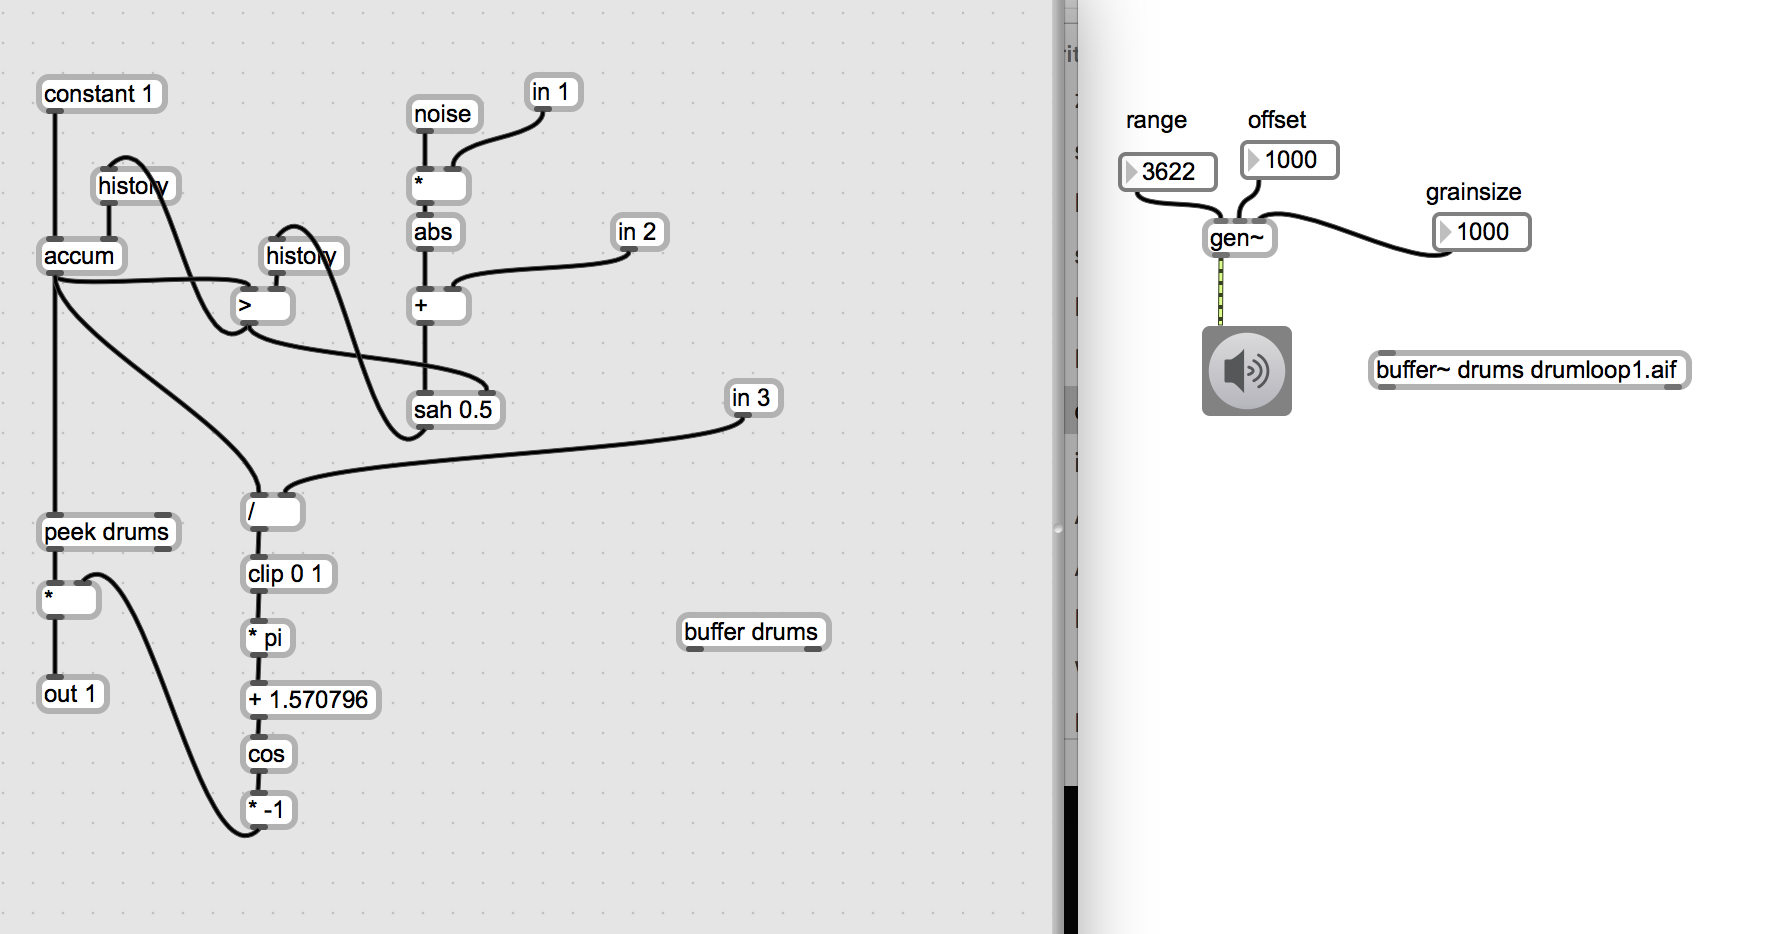 constant 1
noise
in 1
history
*
accum
history
abs
in 2
>
+
sah 0.5
in 3
/
peek drums
clip 0 1
*
* pi
buffer drums
out 1
+ 1.570796
cos
* -1
range
offset
3622
1000
grainsize
gen~
1000
buffer~ drums drumloop1.aif